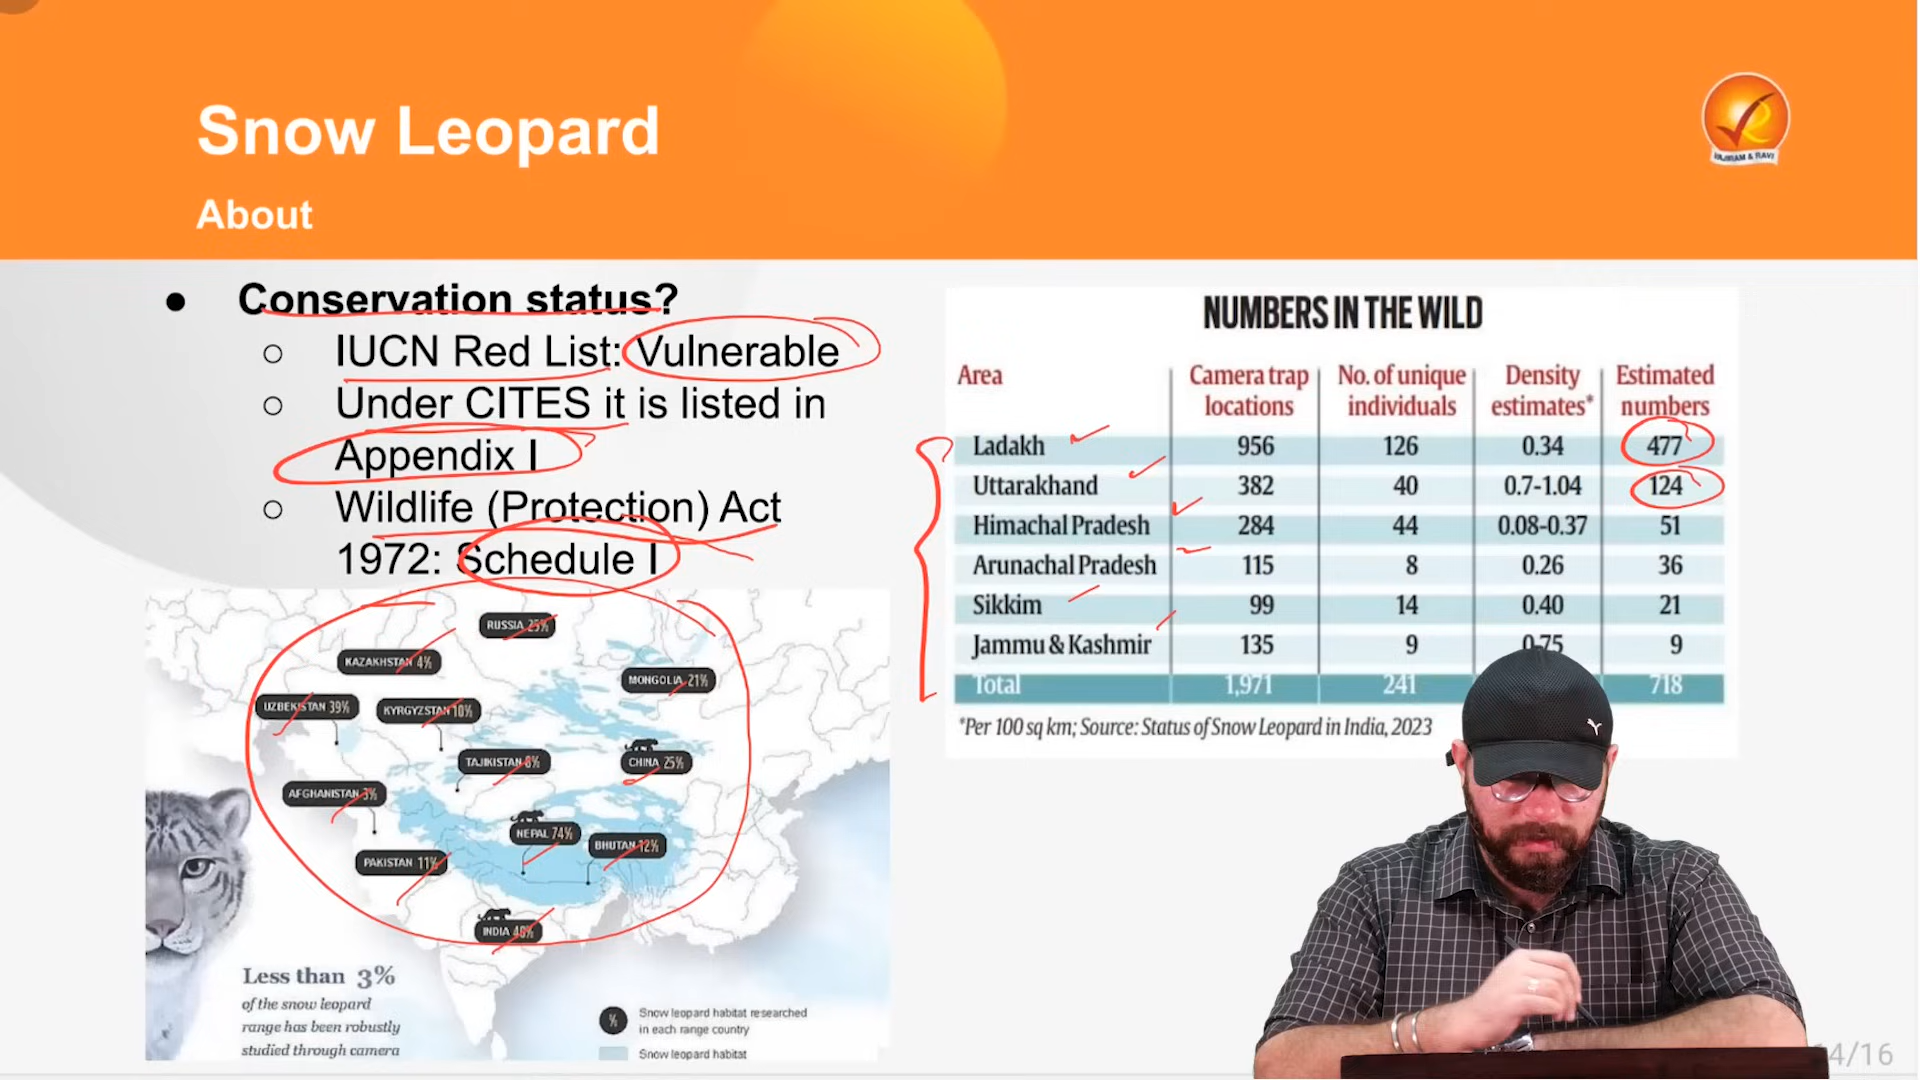 Snow Leopard
About
VAJIRAM & RAVI
● Conservation status?
○ IUCN Red List: Vulnerable
○ Under CITES it is listed in
Appendix I
○ Wildlife (Protection) Act
1972: Schedule I
NUMBERS IN THE WILD
Area Camera trap locations No. of unique individuals Density estimates* Estimated numbers
Ladakh 956 126 0.34 477
Uttarakhand 382 40 0.7-1.04 124
Himachal Pradesh 284 44 0.08-0.37 51
Arunachal Pradesh 115 8 0.26 36
Sikkim 99 14 0.40 21
Jammu & Kashmir 135 9 0.75 9
Total 1,971 241 718
*Per 100 sq km; Source: Status of Snow Leopard in India, 2023
RUSSIA 25%
KAZAKHSTAN 4%
MONGOLIA 21%
UZBEKISTAN 39%
KYRGYZSTAN 10%
TAJIKISTAN
CHINA 25%
AFGHANISTAN 3%
NEPAL 74%
BHUTAN 12%
PAKISTAN 11%
INDIA
Less than 3%
of the snow leopard
range has been robustly
studied through camera
% Snow leopard habitat researched
in each range country
Snow leopard habitat
14/16